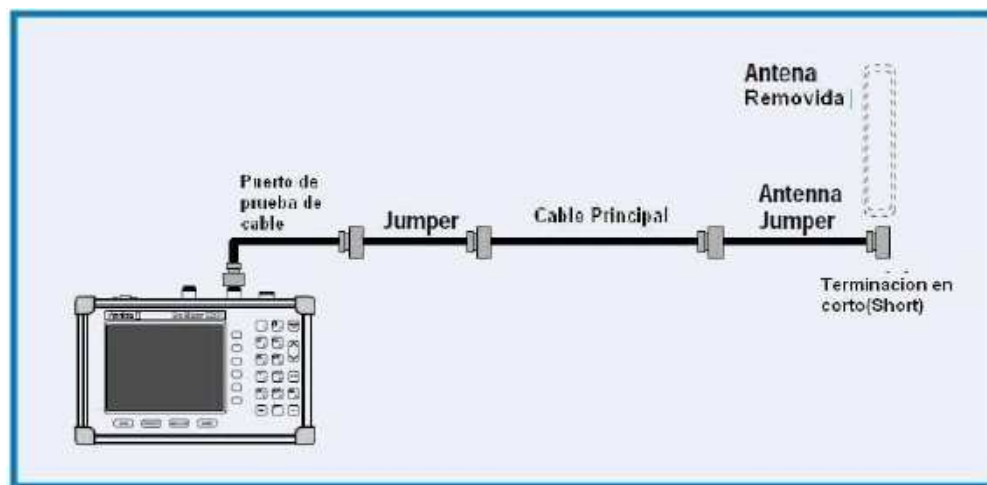 Antena
Removida
Puerto de
prueba de
cable
Jumper
Cable Principal
Antenna
Jumper
Terminacion en
corto(Short)